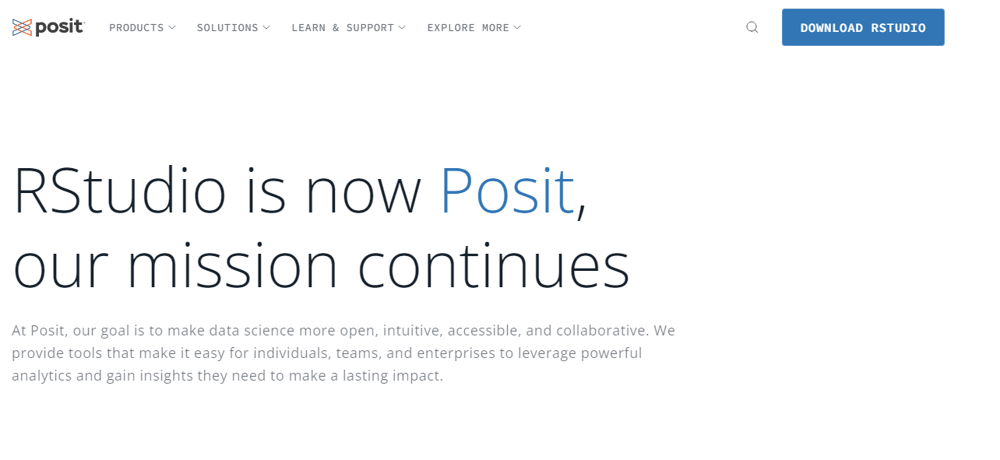 posit™ PRODUCTS SOLUTIONS LEARN & SUPPORT EXPLORE MORE DOWNLOAD RSTUDIO
RStudio is now Posit,
our mission continues
At Posit, our goal is to make data science more open, intuitive, accessible, and collaborative. We
provide tools that make it easy for individuals, teams, and enterprises to leverage powerful
analytics and gain insights they need to make a lasting impact.